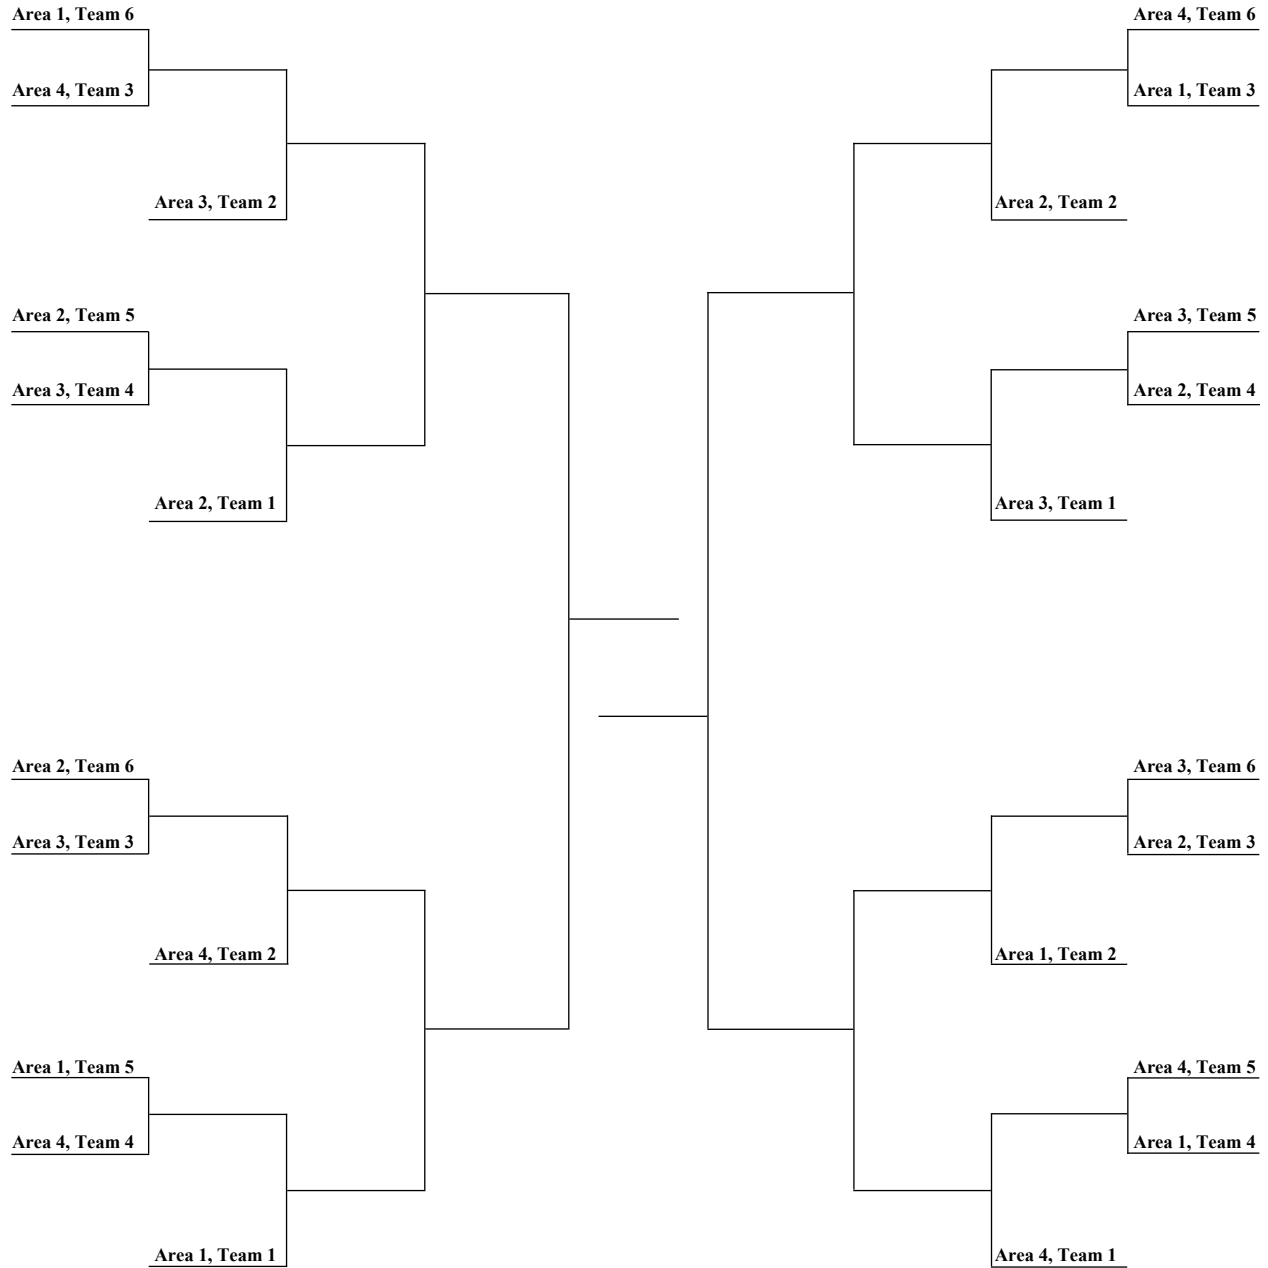 Area 1, Team 6
Area 4, Team 3
Area 3, Team 2
Area 2, Team 5
Area 3, Team 4
Area 2, Team 1
Area 2, Team 6
Area 3, Team 3
Area 4, Team 2
Area 1, Team 5
Area 4, Team 4
Area 1, Team 1
Area 4, Team 6
Area 1, Team 3
Area 2, Team 2
Area 3, Team 5
Area 2, Team 4
Area 3, Team 1
Area 3, Team 6
Area 2, Team 3
Area 1, Team 2
Area 4, Team 5
Area 1, Team 4
Area 4, Team 1